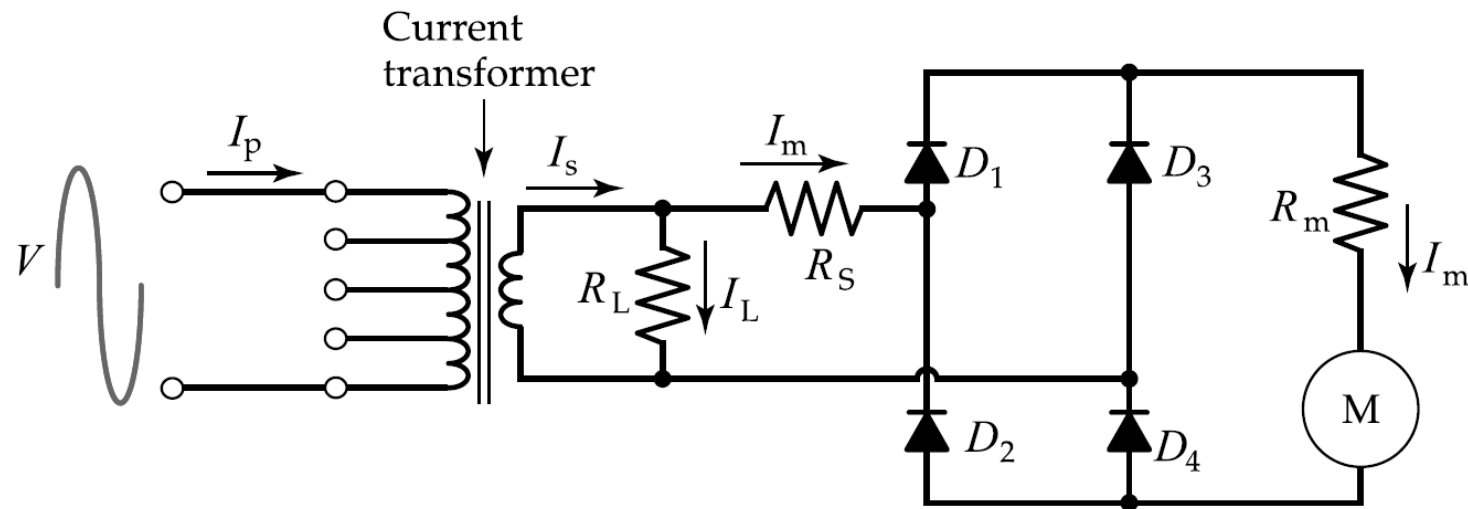 Current
transformer
V
I_p
I_s
I_m
R_L
I_L
R_S
D_1
D_3
D_2
D_4
R_m
I_m
M